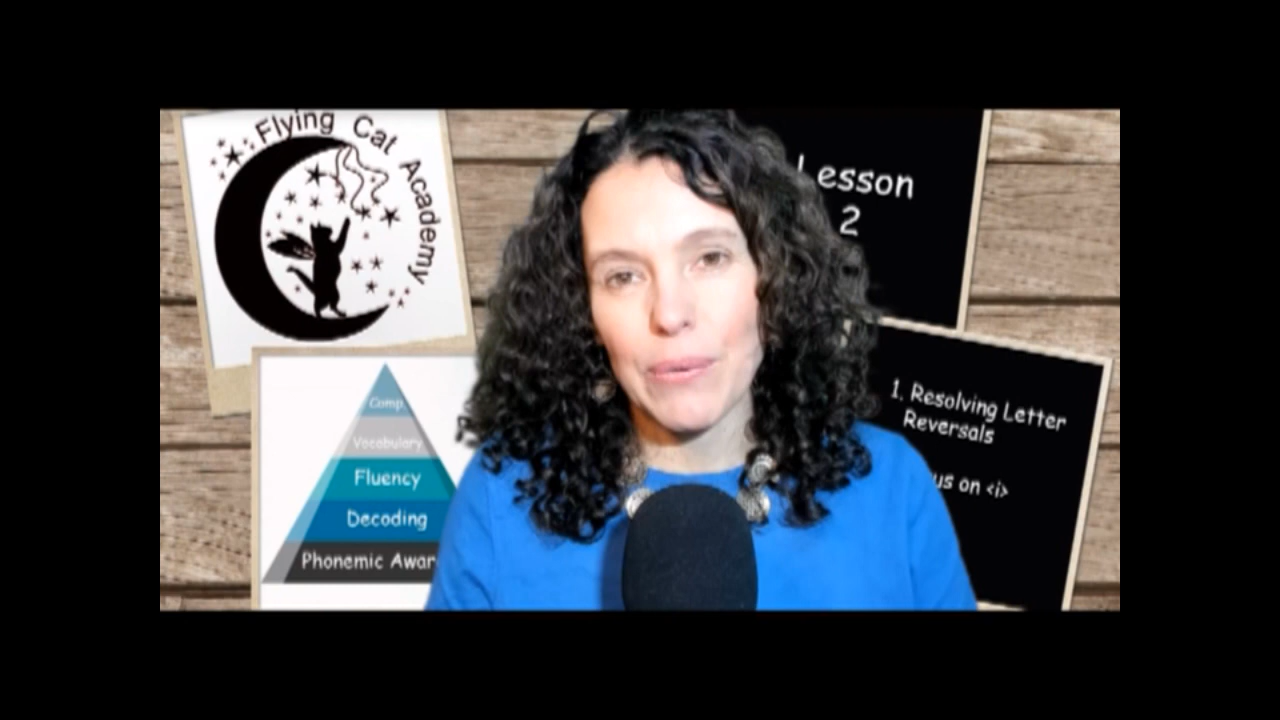 Flying Cat Academy
Lesson
2
Comp.
Vocabulary
Fluency
Decoding
Phonemic Awar
1. Resolving Letter
Reversals
us on <i>